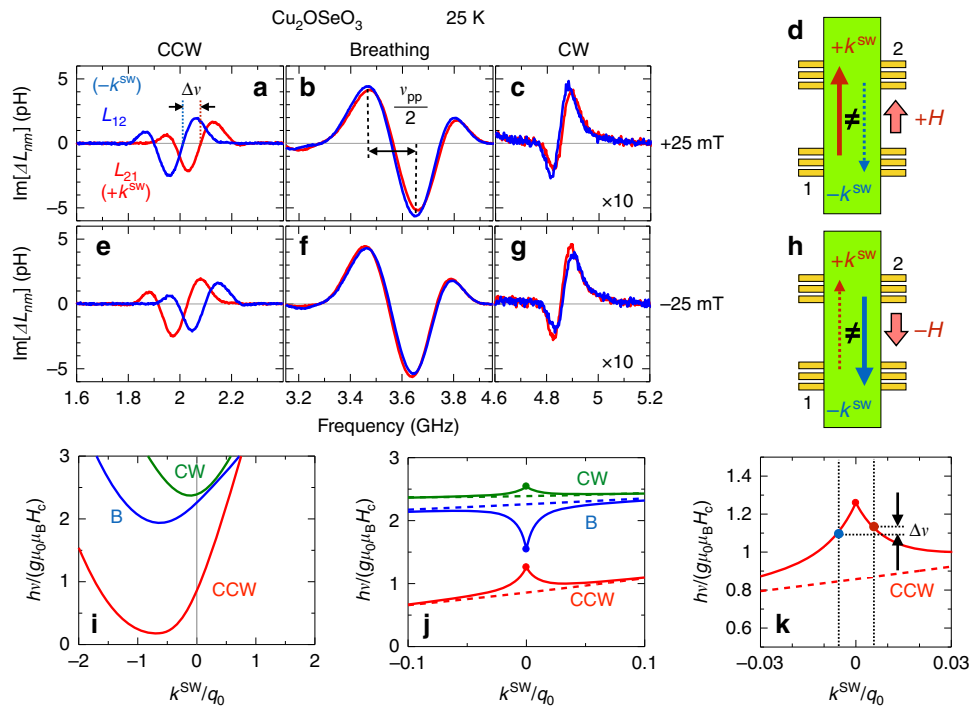 Cu₂OSeO₃ 25 K
CCW Breathing CW
a b c d
Im[ΔLₙₘ] (pH)
5
0
−5
(−kˢᵂ)
Δν
L₁₂
L₂₁
(+kˢᵂ)
νpp
2
×10
+25 mT
+kˢᵂ
2
≠
+H
1
−kˢᵂ
e f g h
Im[ΔLₙₘ] (pH)
5
0
−5
×10
−25 mT
+kˢᵂ
2
≠
−H
1
−kˢᵂ
1.6 1.8 2.0 2.2 3.2 3.4 3.6 3.8 4.6 4.8 5.0 5.2
Frequency (GHz)
hν/(gμ₀μBHc)
3
2
1
0
CW
B
CCW
i
−2 −1 0 1 2
kˢᵂ/q₀
hν/(gμ₀μBHc)
3
2
1
0
CW
B
CCW
j
−0.1 0 0.1
kˢᵂ/q₀
hν/(gμ₀μBHc)
1.4
1.2
1
0.8
0.6
Δν
CCW
k
−0.03 0 0.03
kˢᵂ/q₀